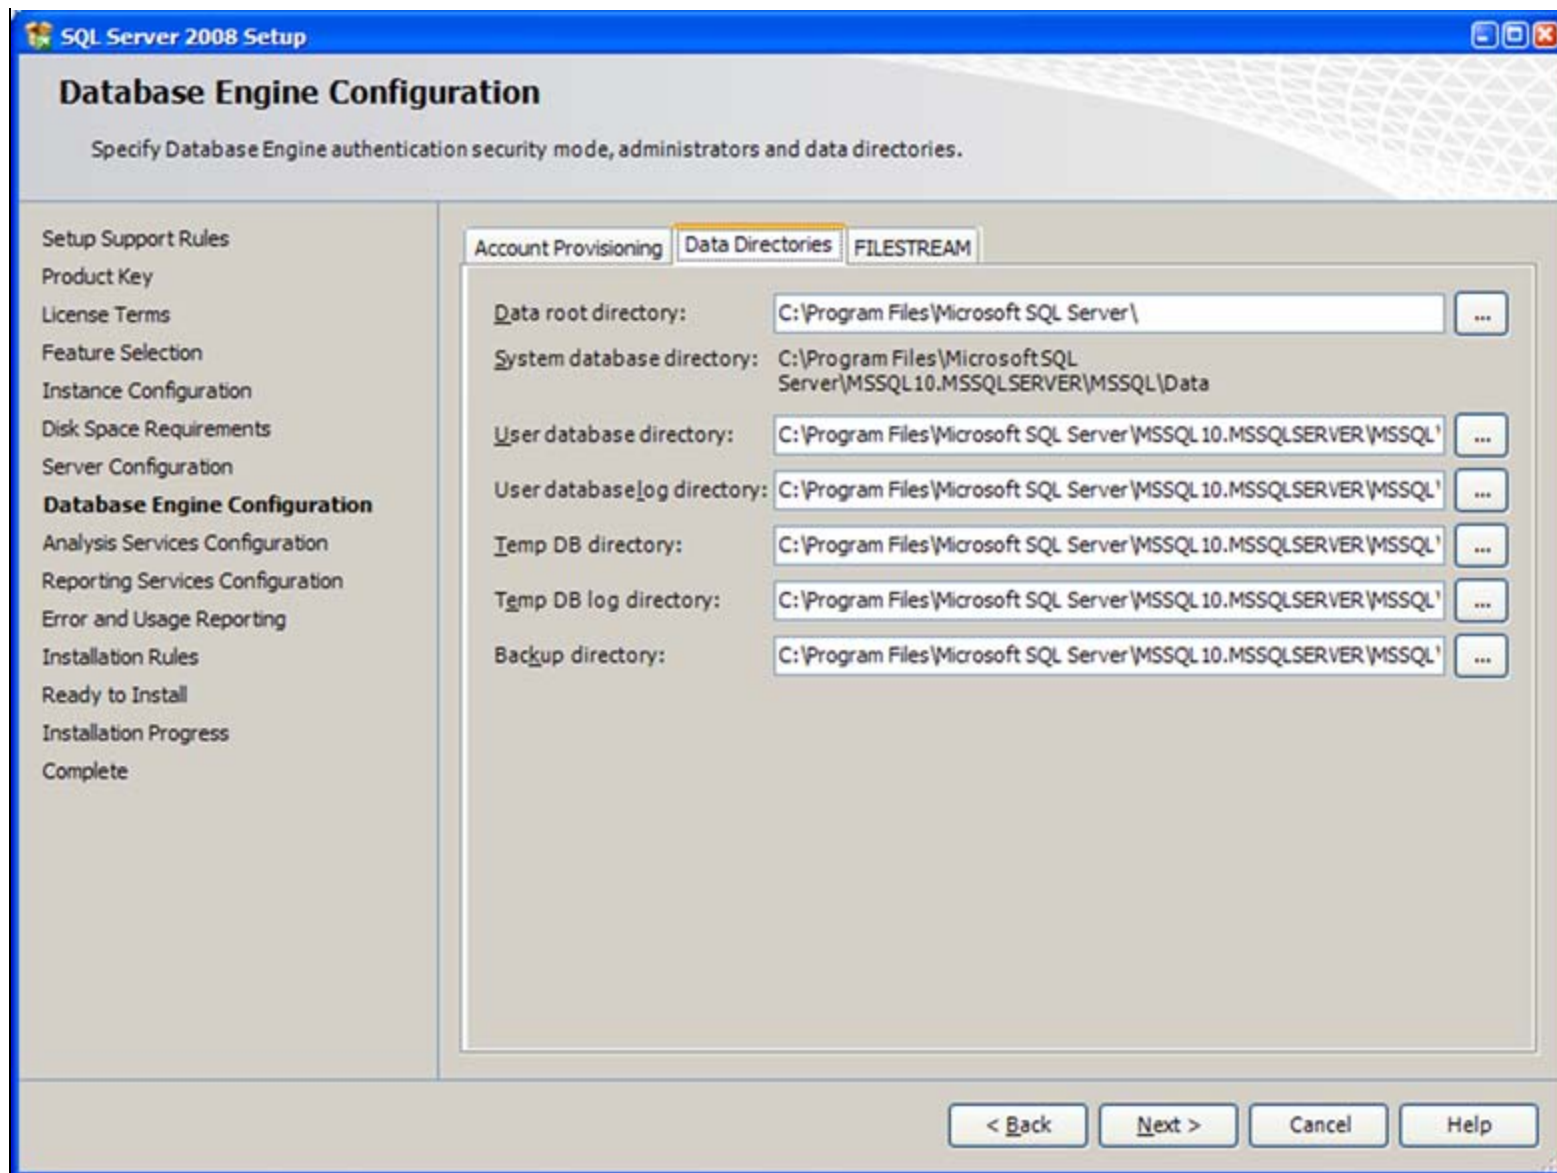 SQL Server 2008 Setup
Database Engine Configuration
Specify Database Engine authentication security mode, administrators and data directories.
Setup Support Rules
Product Key
License Terms
Feature Selection
Instance Configuration
Disk Space Requirements
Server Configuration
Database Engine Configuration
Analysis Services Configuration
Reporting Services Configuration
Error and Usage Reporting
Installation Rules
Ready to Install
Installation Progress
Complete
Account Provisioning Data Directories FILESTREAM
Data root directory: C:\Program Files\Microsoft SQL Server\ ...
System database directory: C:\Program Files\Microsoft SQL
Server\MSSQL10.MSSQLSERVER\MSSQL\Data
User database directory: C:\Program Files\Microsoft SQL Server\MSSQL10.MSSQLSERVER\MSSQL\ ...
User database log directory: C:\Program Files\Microsoft SQL Server\MSSQL10.MSSQLSERVER\MSSQL\ ...
Temp DB directory: C:\Program Files\Microsoft SQL Server\MSSQL10.MSSQLSERVER\MSSQL\ ...
Temp DB log directory: C:\Program Files\Microsoft SQL Server\MSSQL10.MSSQLSERVER\MSSQL\ ...
Backup directory: C:\Program Files\Microsoft SQL Server\MSSQL10.MSSQLSERVER\MSSQL\ ...
< Back Next > Cancel Help